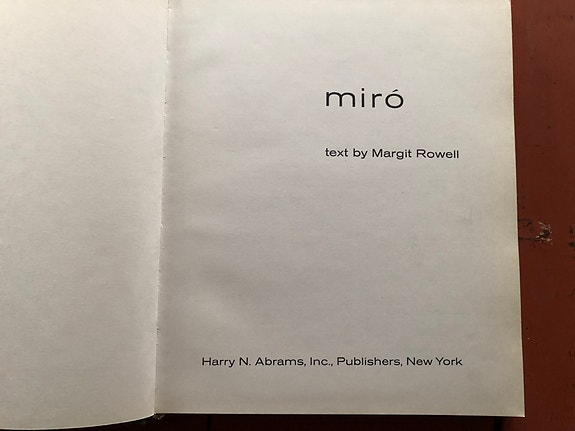 miró
text by Margit Rowell
Harry N. Abrams, Inc., Publishers, New York